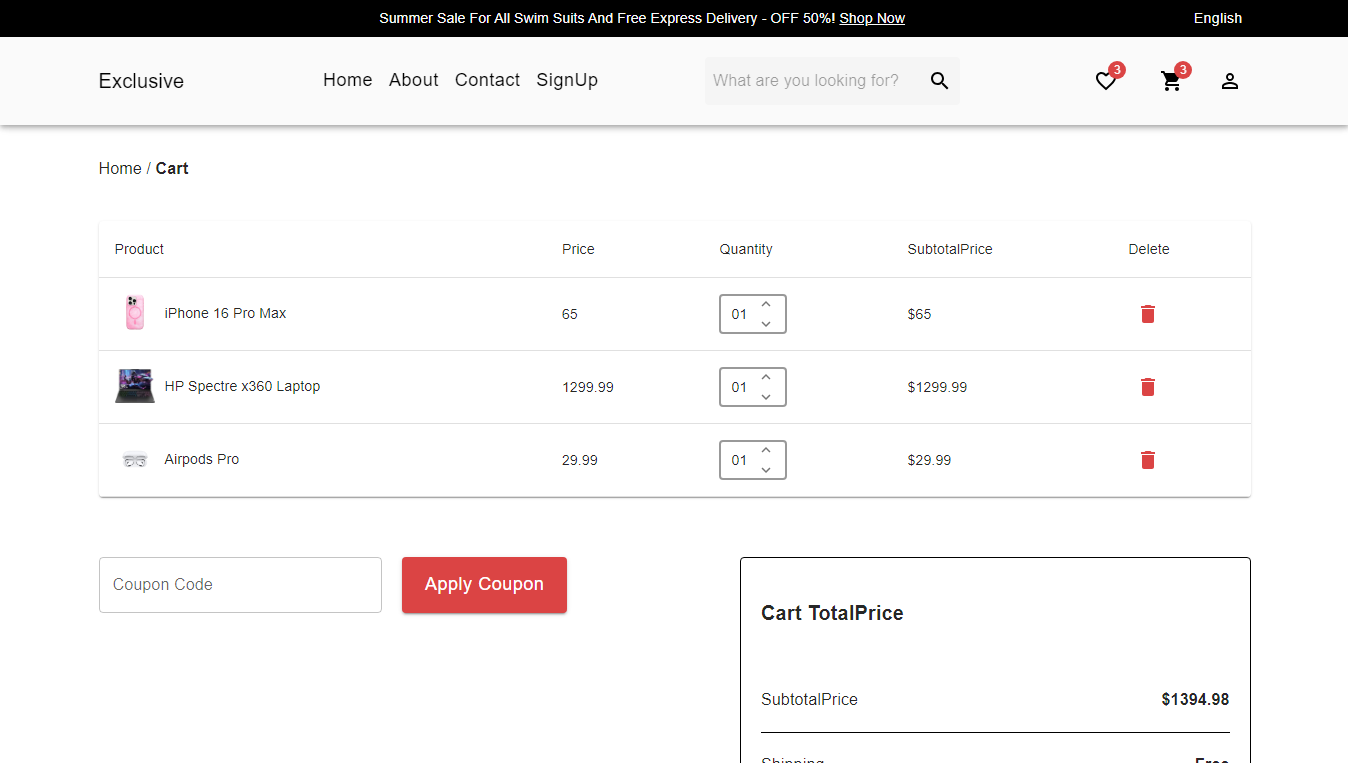 Summer Sale For All Swim Suits And Free Express Delivery - OFF 50%! Shop Now English
Exclusive Home About Contact SignUp What are you looking for? 3 3
Home / Cart
Product Price Quantity SubtotalPrice Delete
iPhone 16 Pro Max 65 01 $65
HP Spectre x360 Laptop 1299.99 01 $1299.99
Airpods Pro 29.99 01 $29.99
Coupon Code Apply Coupon
Cart TotalPrice
SubtotalPrice $1394.98
Shipping Free